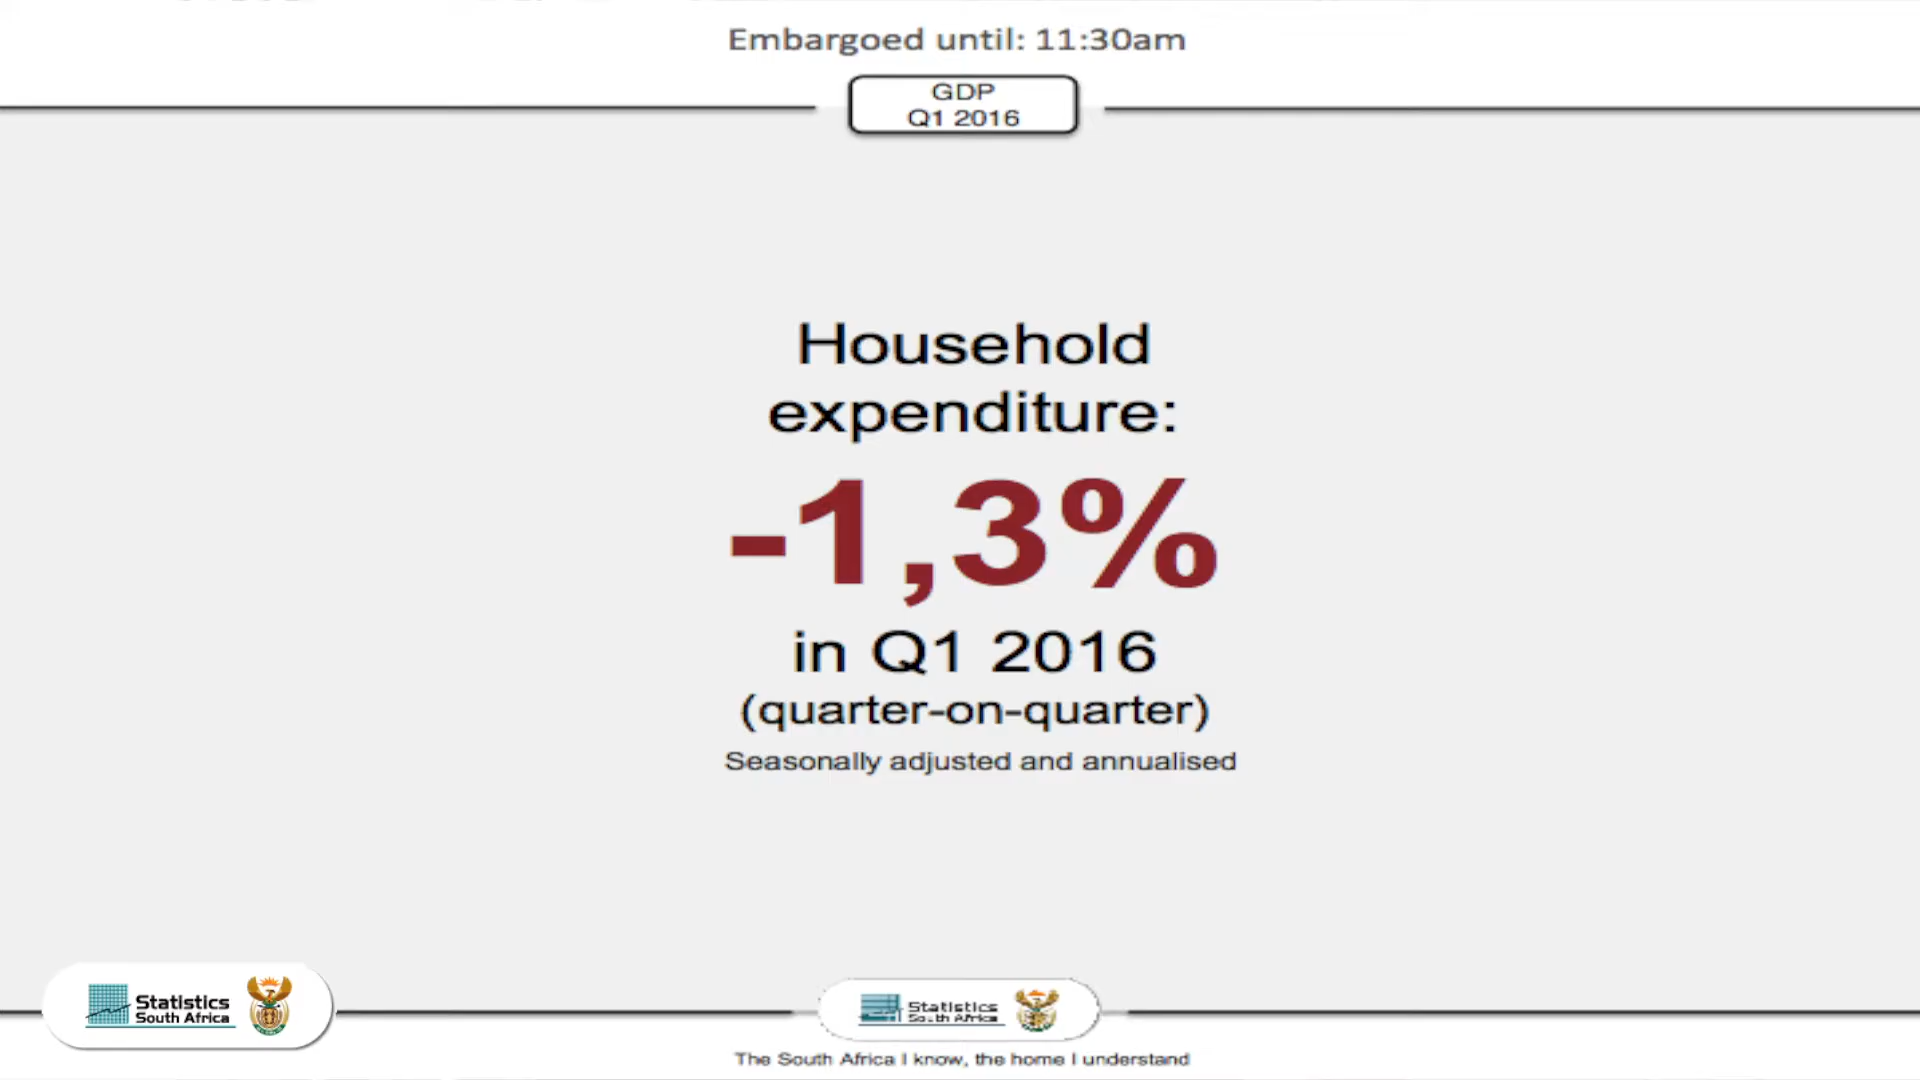 Embargoed until: 11:30am
GDP
Q1 2016
Household
expenditure:
-1,3%
in Q1 2016
(quarter-on-quarter)
Seasonally adjusted and annualised
Statistics
South Africa
Statistics
South Africa
The South Africa I know, the home I understand